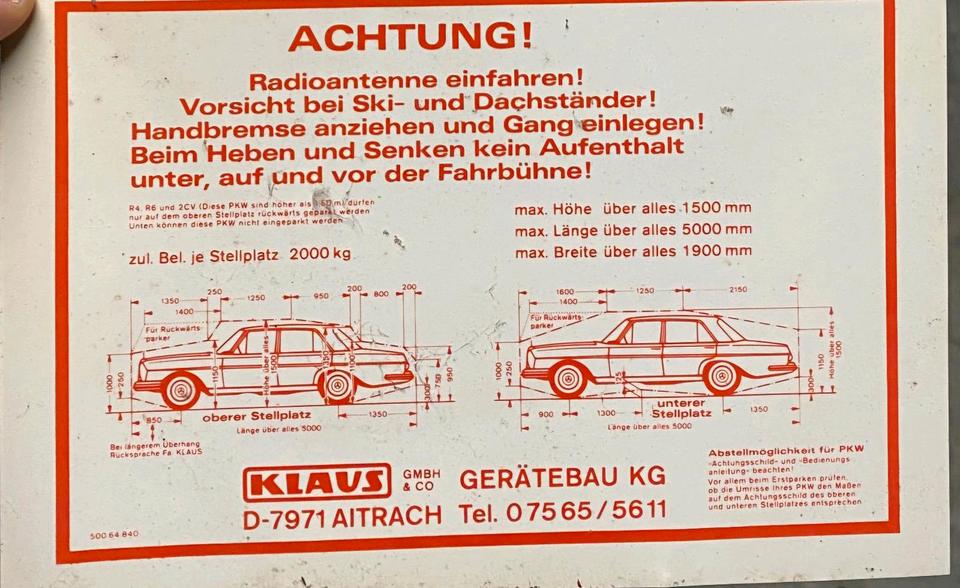 ACHTUNG!
Radioantenne einfahren!
Vorsicht bei Ski- und Dachständer!
Handbremse anziehen und Gang einlegen!
Beim Heben und Senken kein Aufenthalt
unter, auf und vor der Fahrbühne!
R4, R6 und 2CV (Diese PKW sind höher als 1,50 m) dürfen
nur auf dem oberen Stellplatz rückwärts geparkt werden
Unten können diese PKW nicht eingeparkt werden
zul. Bel. je Stellplatz 2000 kg
max. Höhe über alles 1500 mm
max. Länge über alles 5000 mm
max. Breite über alles 1900 mm
250 200 200
1350 1250 950 800
1400
Für Rückwärts-
parker
1000 250 1150 Höhe über alles 1500 1150 1100 300 750 950
oberer Stellplatz
850 1350
Länge über alles 5000
Bei längerem Überhang
Rücksprache Fa. KLAUS
1600 1250 2150
1400
Für Rückwärts-
parker
1000 250 125 300 1150 Höhe über alles 1500
unterer
Stellplatz
900 1300 1350
Länge über alles 5000
KLAUS GMBH & CO GERÄTEBAU KG
D-7971 AITRACH Tel. 07565/5611
Abstellmöglichkeit für PKW
-Achtungsschild- und -Bedienungs
anleitung- beachten!
Vor allem beim Erstparken prüfen,
ob die Umrisse Ihres PKW den Maßen
auf dem Achtungsschild des oberen
und unteren Stellplatzes entsprechen
500 64 840